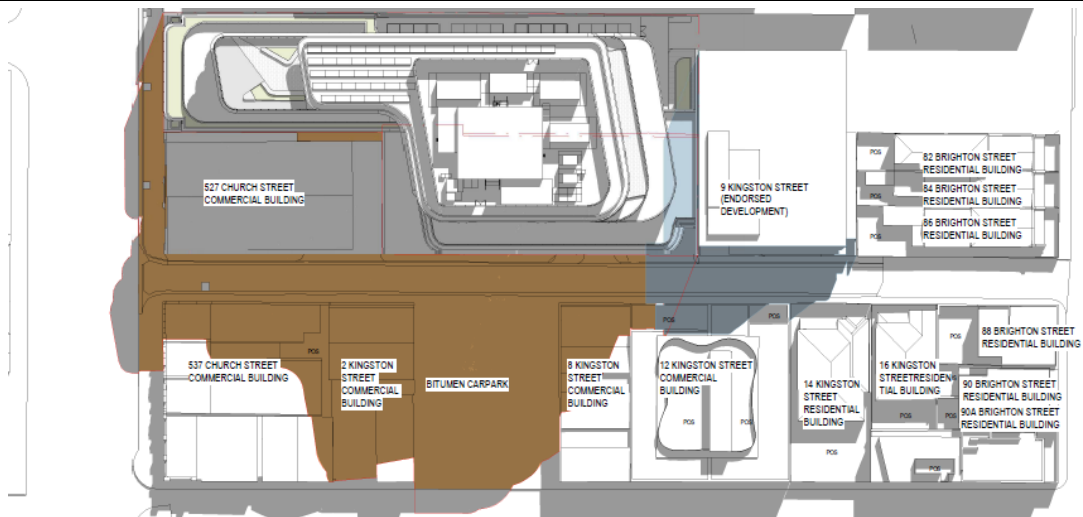 527 CHURCH STREET
COMMERCIAL BUILDING
9 KINGSTON STREET
(ENDORSED
DEVELOPMENT)
POS
POS
POS
82 BRIGHTON STREET
RESIDENTIAL BUILDING
84 BRIGHTON STREET
RESIDENTIAL BUILDING
86 BRIGHTON STREET
RESIDENTIAL BUILDING
537 CHURCH STREET
COMMERCIAL BUILDING
POS
2 KINGSTON
STREET
COMMERCIAL
BUILDING
BITUMEN CARPARK
8 KINGSTON
STREET
COMMERCIAL
BUILDING
POS
POS
12 KINGSTON STREET
COMMERCIAL
BUILDING
POS
POS
14 KINGSTON
STREET
RESIDENTIAL
BUILDING
POS
POS
16 KINGSTON
STREETRESIDEN
TIAL BUILDING
POS
POS
POS
88 BRIGHTON STREET
RESIDENTIAL BUILDING
90 BRIGHTON STREET
RESIDENTIAL BUILDING
90A BRIGHTON STREET
RESIDENTIAL BUILDING
POS